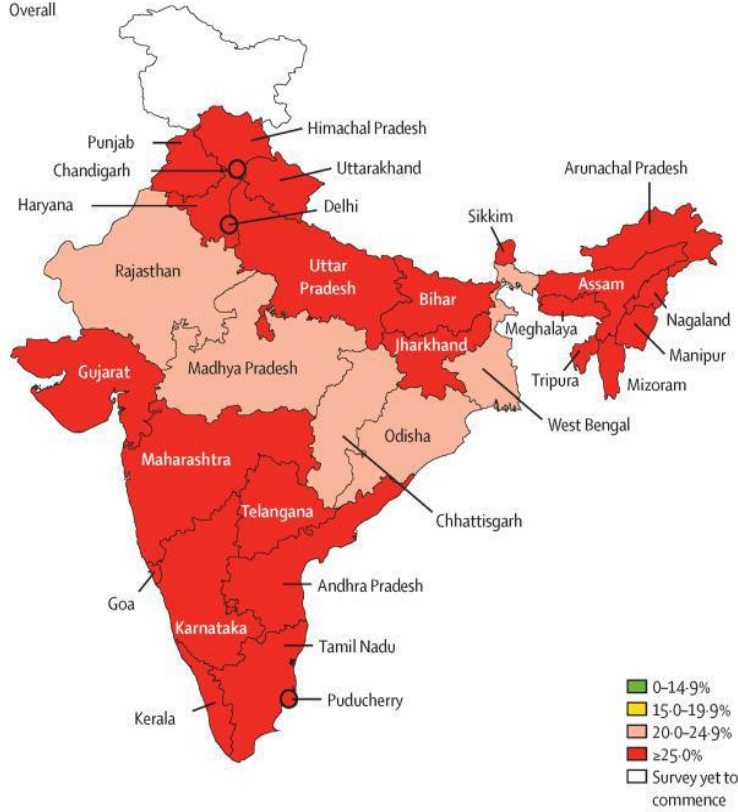 Overall
Himachal Pradesh
Punjab
Chandigarh
Uttarakhand
Arunachal Pradesh
Haryana
Delhi
Sikkim
Rajasthan
Uttar
Pradesh
Bihar
Assam
Nagaland
Meghalaya
Jharkhand
Manipur
Gujarat
Madhya Pradesh
Tripura
Mizoram
West Bengal
Odisha
Maharashtra
Telangana
Chhattisgarh
Andhra Pradesh
Goa
Karnataka
Tamil Nadu
Puducherry
Kerala
0–14·9%
15·0–19·9%
20·0–24·9%
≥25·0%
Survey yet to
commence